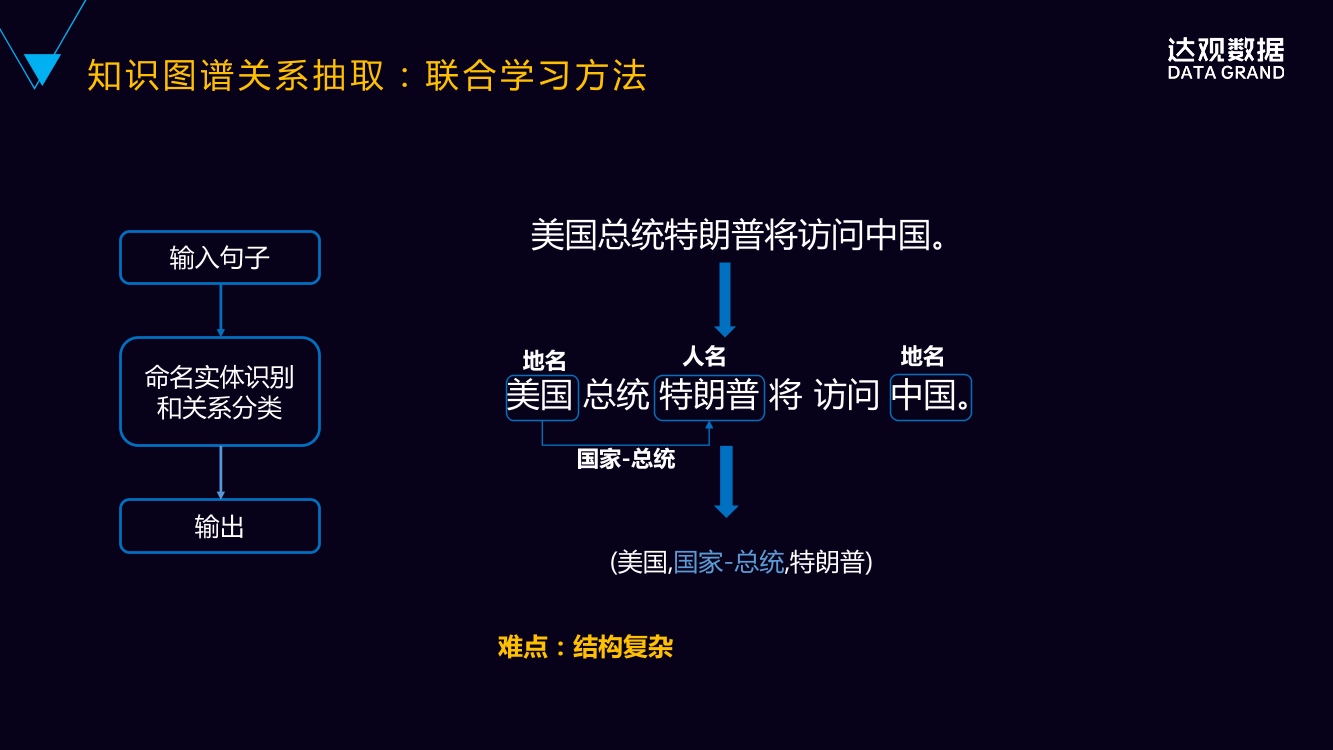 知识图谱关系抽取：联合学习方法
达观数据
DATA GRAND
输入句子
命名实体识别
和关系分类
输出
美国总统特朗普将访问中国。
地名 人名 地名
美国 总统 特朗普 将 访问 中国。
国家-总统
(美国,国家-总统,特朗普)
难点：结构复杂